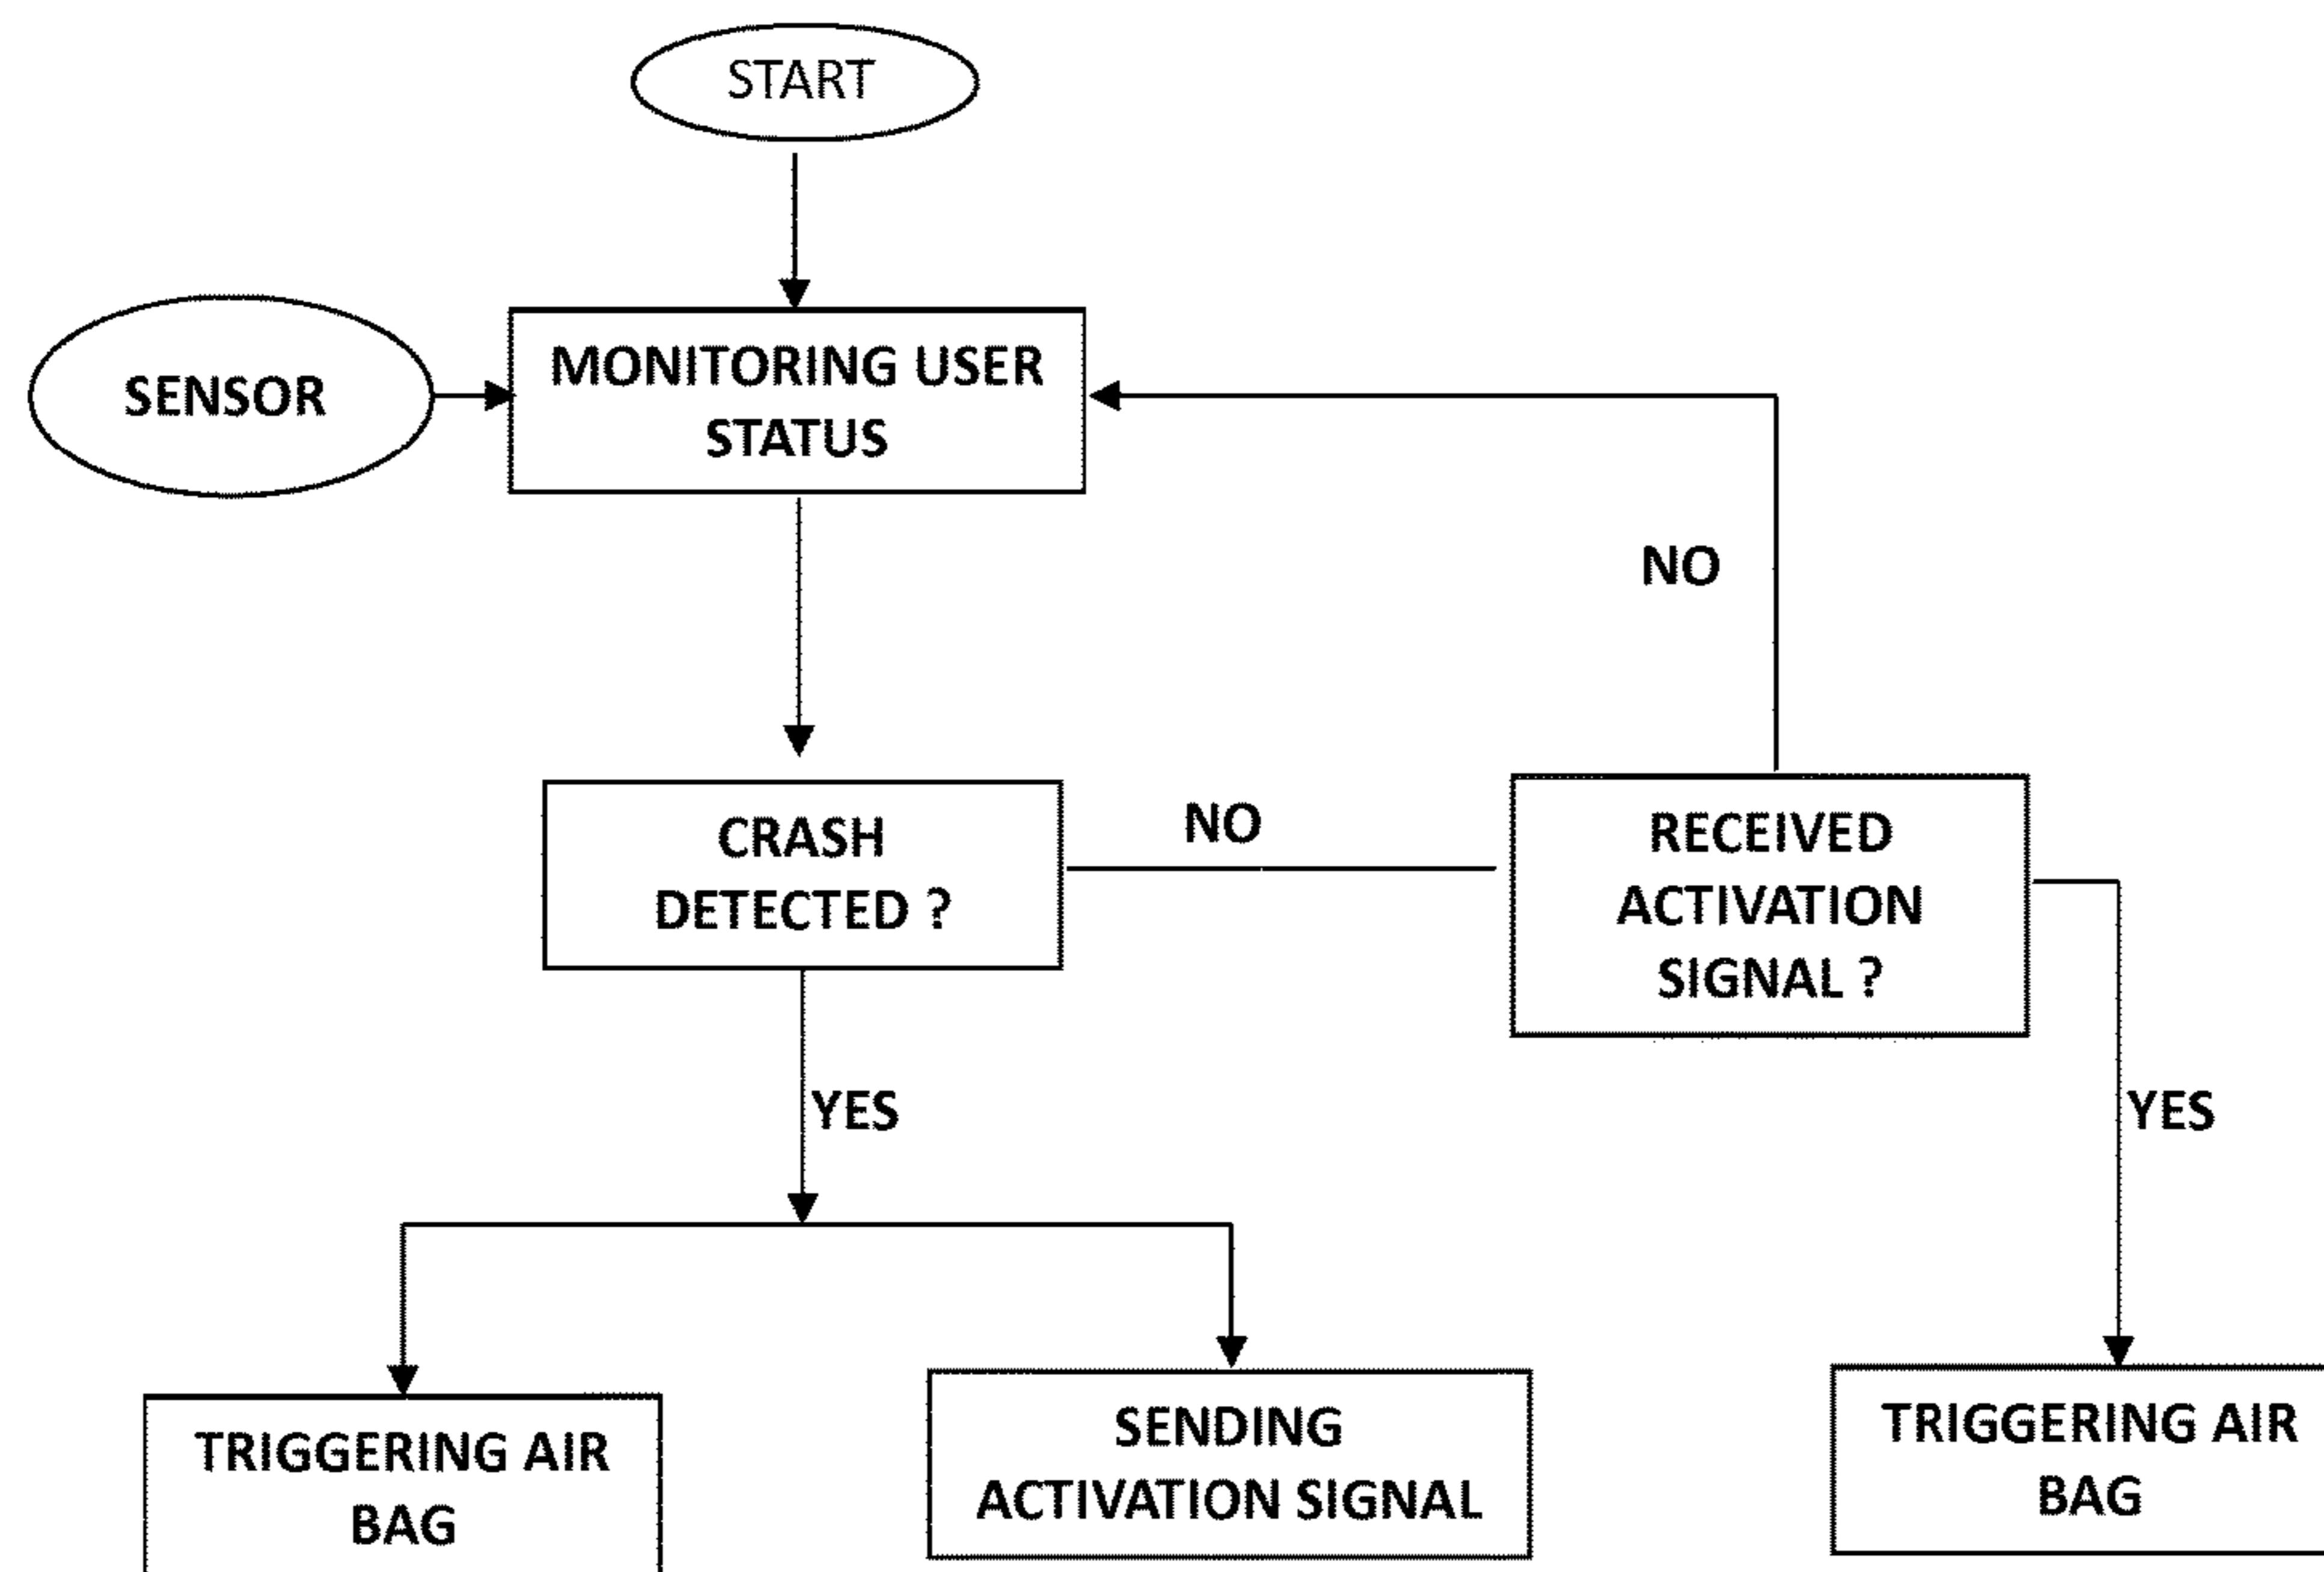 START
SENSOR
MONITORING USER
STATUS
NO
CRASH
DETECTED ?
NO
RECEIVED
ACTIVATION
SIGNAL ?
YES
YES
TRIGGERING AIR
BAG
SENDING
ACTIVATION SIGNAL
TRIGGERING AIR
BAG